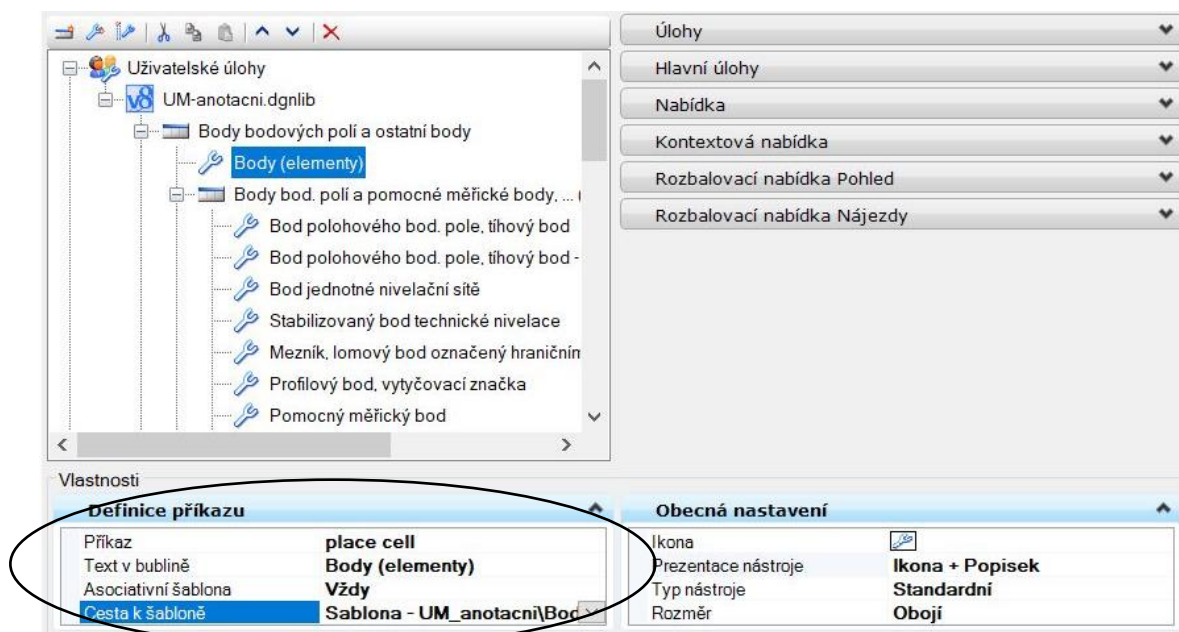 Uživatelské úlohy
v8 UM-anotacni.dgnlib
Body bodových polí a ostatní body
Body (elementy)
Body bod. polí a pomocné měřické body, ... (
Bod polohového bod. pole, tíhový bod
Bod polohového bod. pole, tíhový bod -
Bod jednotné nivelační sítě
Stabilizovaný bod technické nivelace
Mezník, lomový bod označený hraničním
Profilový bod, vytyčovací značka
Pomocný měřický bod
Úlohy
Hlavní úlohy
Nabídka
Kontextová nabídka
Rozbalovací nabídka Pohled
Rozbalovací nabídka Nájezdy
Vlastnosti
Definice příkazu
Příkaz place cell
Text v bublině Body (elementy)
Asociativní šablona Vždy
Cesta k šabloně Sablona - UM_anotacni\Bod
Obecná nastavení
Ikona
Prezentace nástroje Ikona + Popisek
Typ nástroje Standardní
Rozměr Obojí